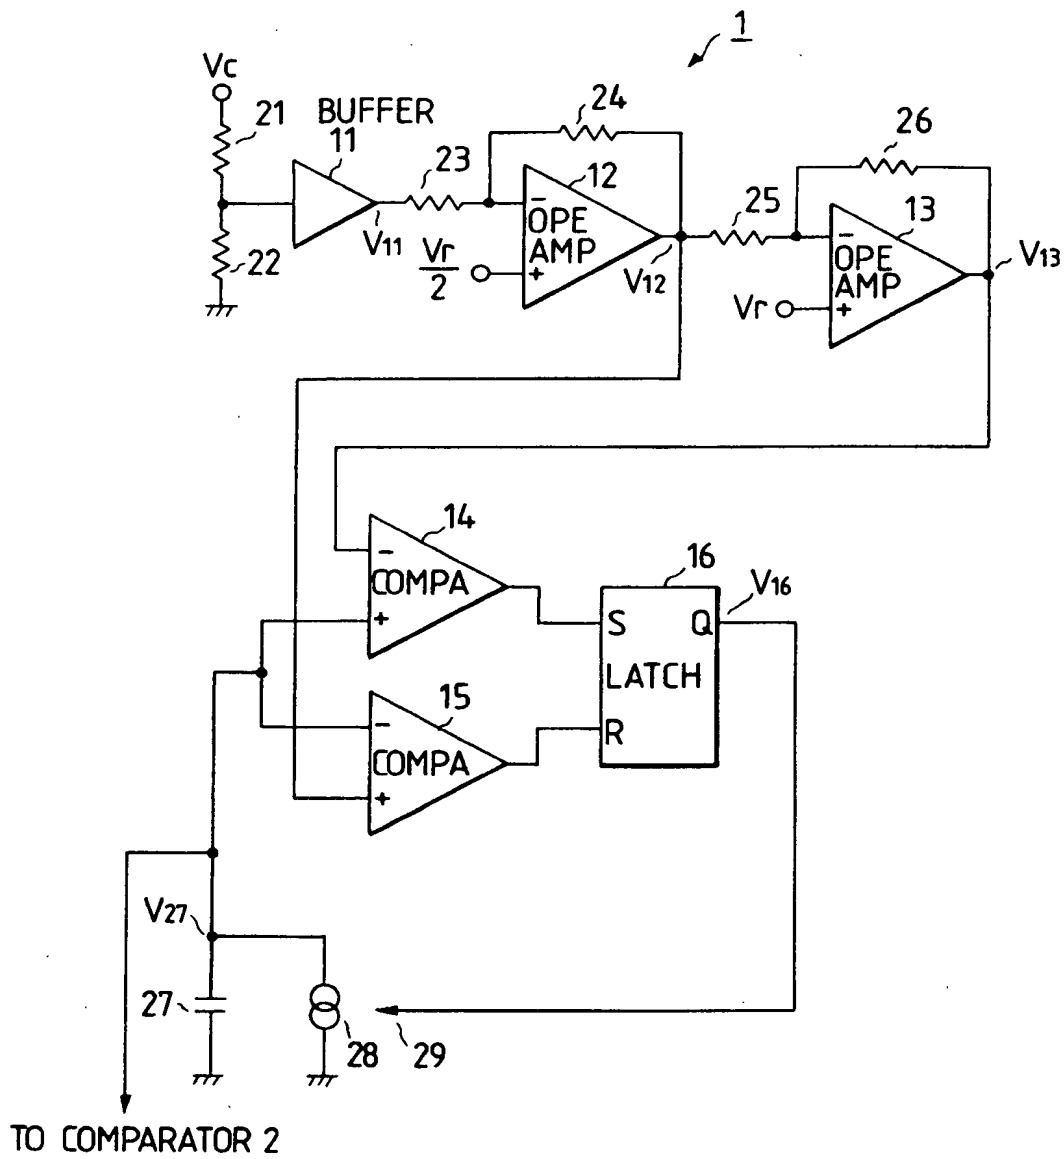 1
Vc
21
BUFFER
11
24
26
23
12
25
13
22
V11
Vr
2
− OPE
AMP
+
V12
− OPE
AMP
+
V13
Vr
14
−
COMPA
+
16
V16
S Q
LATCH
R
15
−
COMPA
+
V27
27
28
29
TO COMPARATOR 2